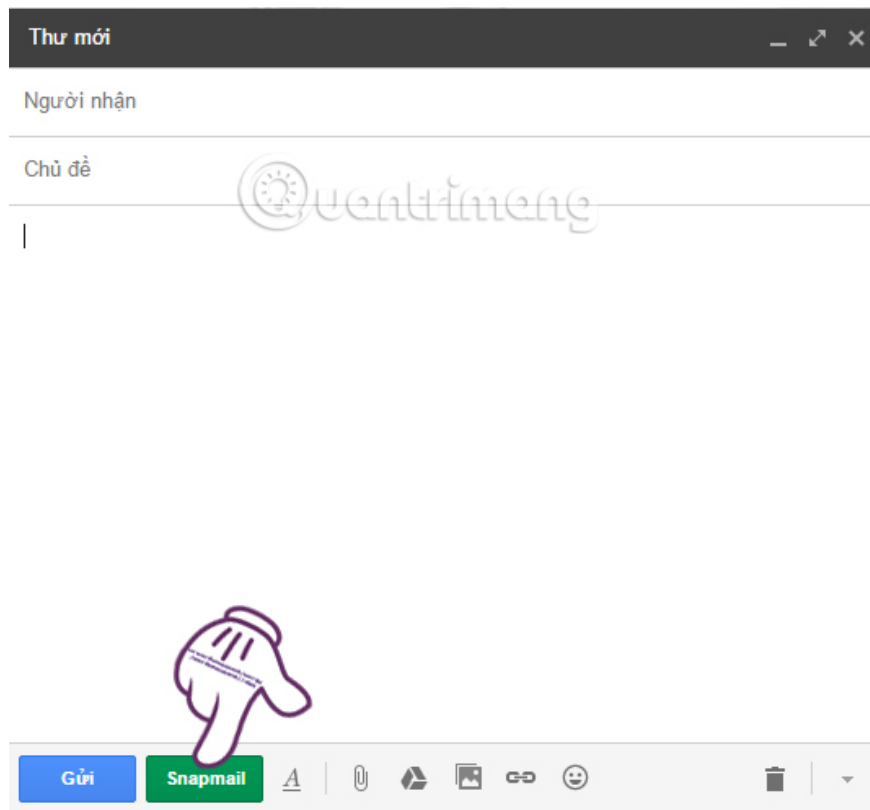 Thư mới
Người nhận
Chủ đề
Quantrimang
Gửi
Snapmail
A